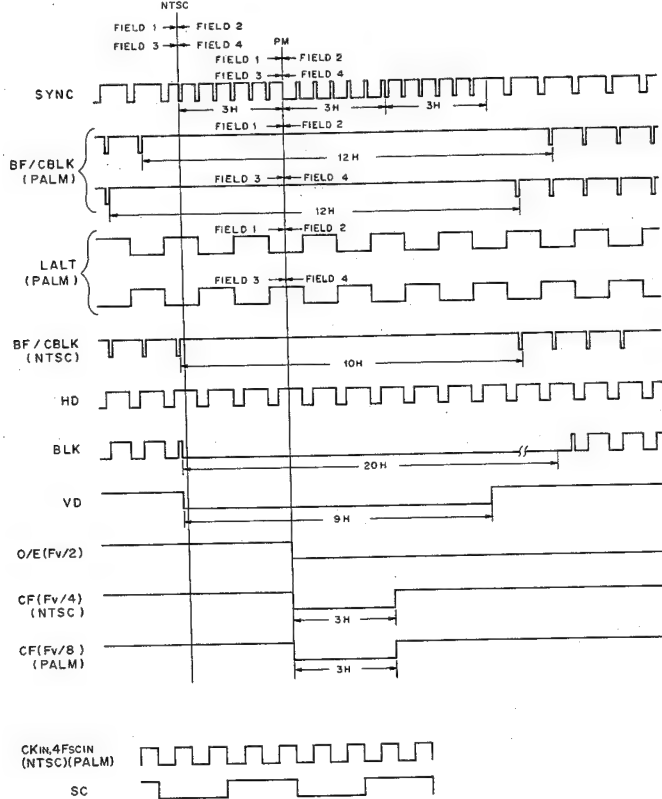 NTSC
FIELD 1 FIELD 2
FIELD 3 FIELD 4
PM
FIELD 1 FIELD 2
FIELD 3 FIELD 4
SYNC
3H 3H 3H
FIELD 1 FIELD 2
BF/CBLK
(PALM)
12H
FIELD 3 FIELD 4
12H
FIELD 1 FIELD 2
LALT
(PALM)
FIELD 3 FIELD 4
BF/CBLK
(NTSC)
10H
HD
BLK
20H
VD
9H
O/E(FV/2)
CF(FV/4)
(NTSC)
3H
CF(FV/8)
(PALM)
3H
CKIN,4FSCIN
(NTSC)(PALM)
SC